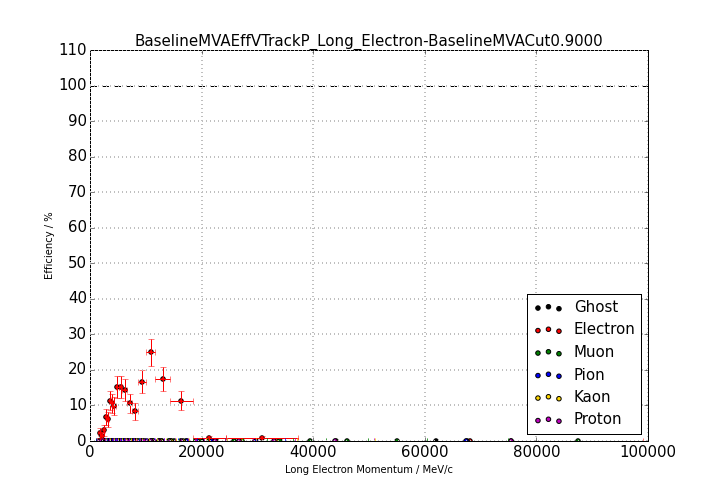 BaselineMVAEffVTrackP_Long_Electron-BaselineMVACut0.9000
110
100
90
80
70
60
50
40
30
20
10
0
Efficiency / %
0
20000
40000
60000
80000
100000
Long Electron Momentum / MeV/c
Ghost
Electron
Muon
Pion
Kaon
Proton